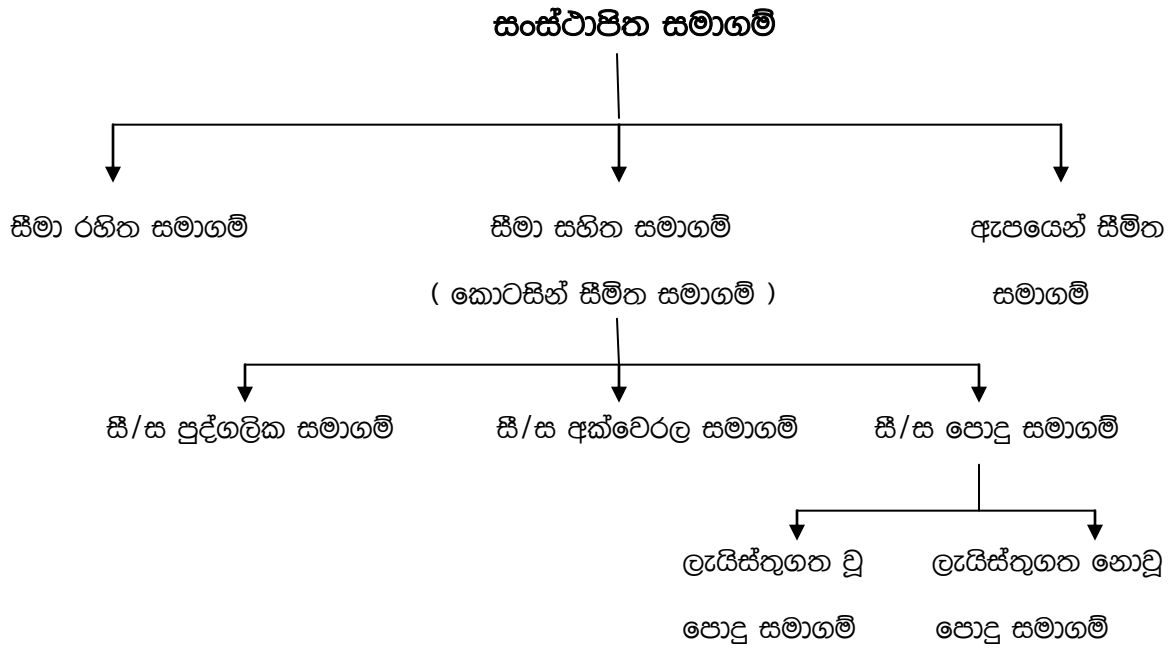 සංස්ථාපිත සමාගම්
සීමා රහිත සමාගම්
සීමා සහිත සමාගම්
( කොටසින් සීමිත සමාගම් )
ඇපයෙන් සීමිත
සමාගම්
සී/ස පුද්ගලික සමාගම්
සී/ස අක්වෙරල සමාගම්
සී/ස පොදු සමාගම්
ලැයිස්තුගත වූ
පොදු සමාගම්
ලැයිස්තුගත නොවූ
පොදු සමාගම්